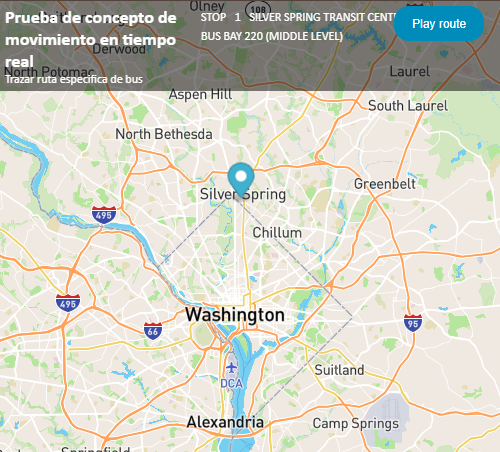 Prueba de concepto de
movimiento en tiempo
real
Trazar ruta específica de bus
STOP 1 SILVER SPRING TRANSIT CENT
BUS BAY 220 (MIDDLE LEVEL)
Play route
Olney
108
Derwood
North Potomac
Laurel
Aspen Hill
South Laurel
North Bethesda
Silver Spring
Greenbelt
495
Chillum
495
Washington
66
95
DCA
Suitland
Alexandria
Camp Springs
Springfield